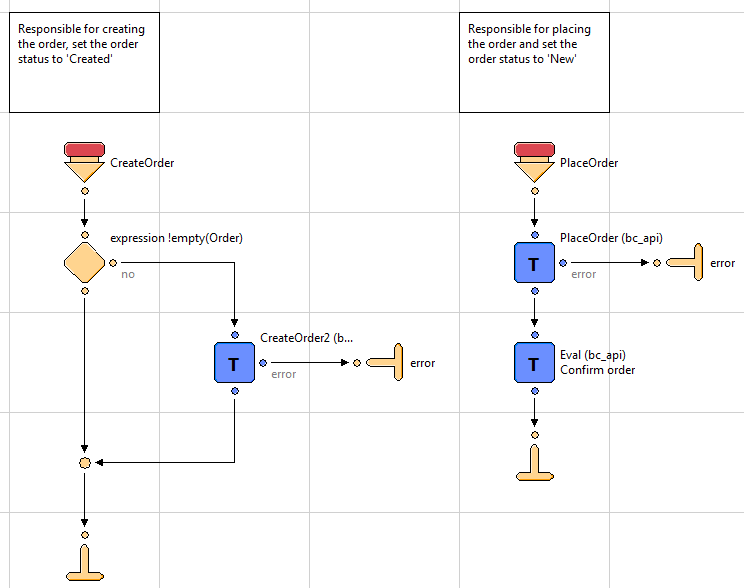 Responsible for creating
the order, set the order
status to 'Created'
Responsible for placing
the order and set the
order status to 'New'
CreateOrder
PlaceOrder
expression !empty(Order)
no
PlaceOrder (bc_api)
T
error
error
CreateOrder2 (b...
T
error
error
T
Eval (bc_api)
Confirm order